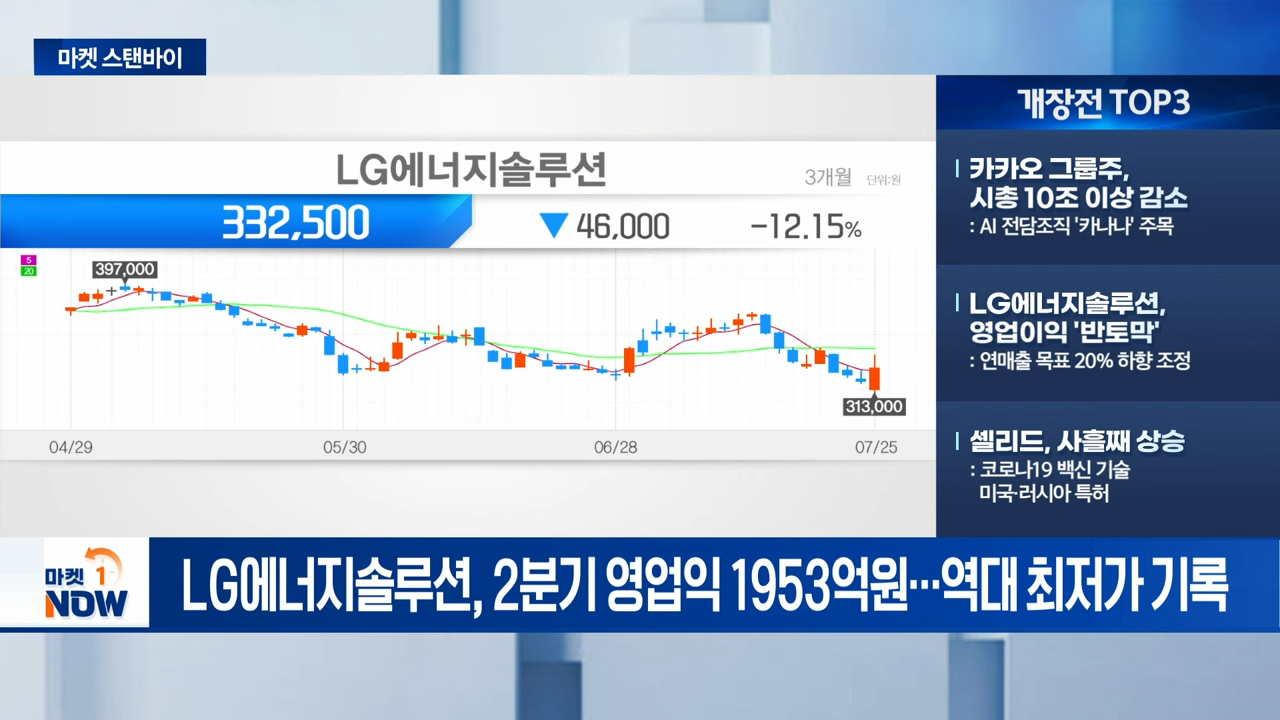 마켓 스탠바이
LG에너지솔루션
3개월 단위:원
332,500 ▼ 46,000 -12.15%
5
20
397,000
313,000
04/29 05/30 06/28 07/25
개장전 TOP3
카카오 그룹주,
시총 10조 이상 감소
: AI 전담조직 '카나나' 주목
LG에너지솔루션,
영업이익 '반토막'
: 연매출 목표 20% 하향 조정
셀리드, 사흘째 상승
: 코로나19 백신 기술
미국·러시아 특허
마켓 1
NOW
LG에너지솔루션, 2분기 영업익 1953억원…역대 최저가 기록